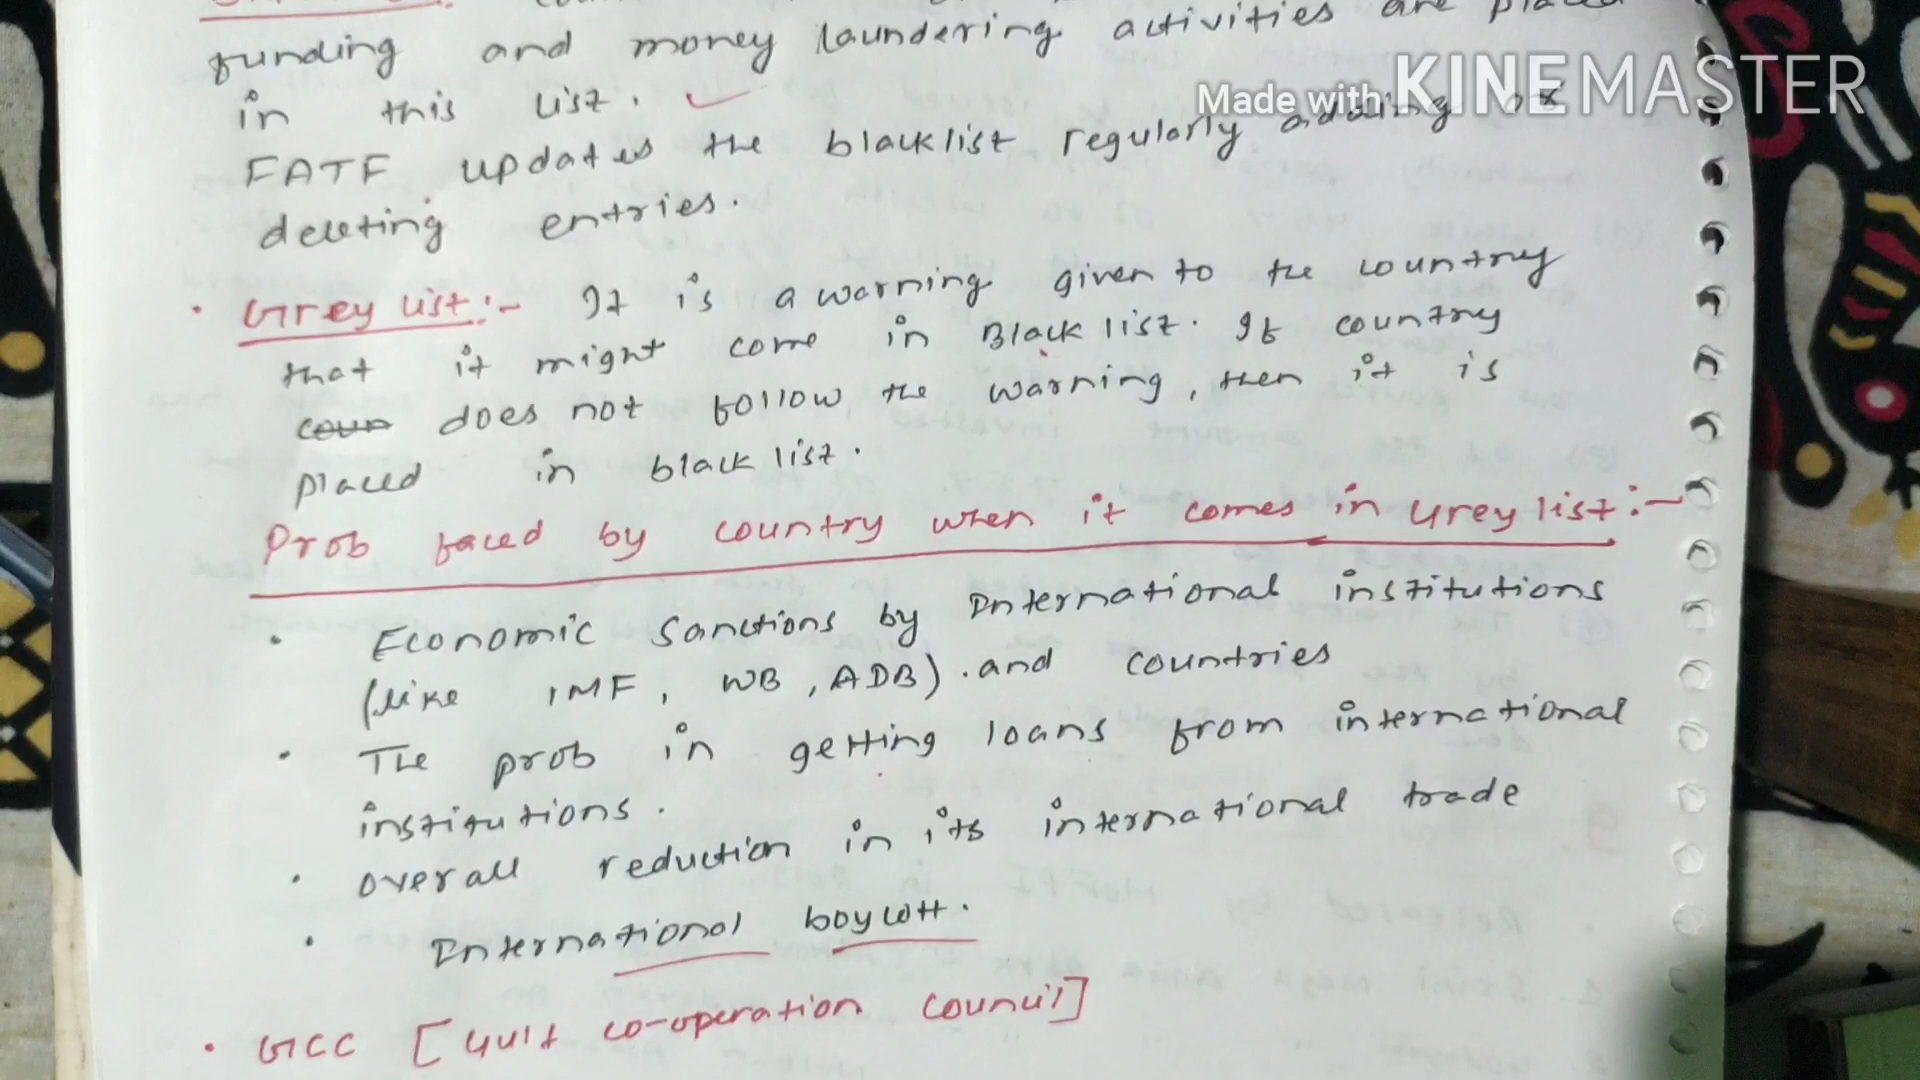 funding and money laundering activities are placed
in this list.
Made with KINEMASTER
FATF updates the blacklist regularly adding or
deleting entries.
• Grey list:- It is a warning given to the country
that it might come in Black list. If country
coun does not follow the warning, then it is
placed in black list.
Prob faced by country when it comes in Grey list:-
• Economic Sanctions by International institutions
(like IMF, WB, ADB). and countries
• The prob in getting loans from international
institutions.
• Overall reduction in its international trade
• International boycott.
• GCC [Gulf co-operation council]